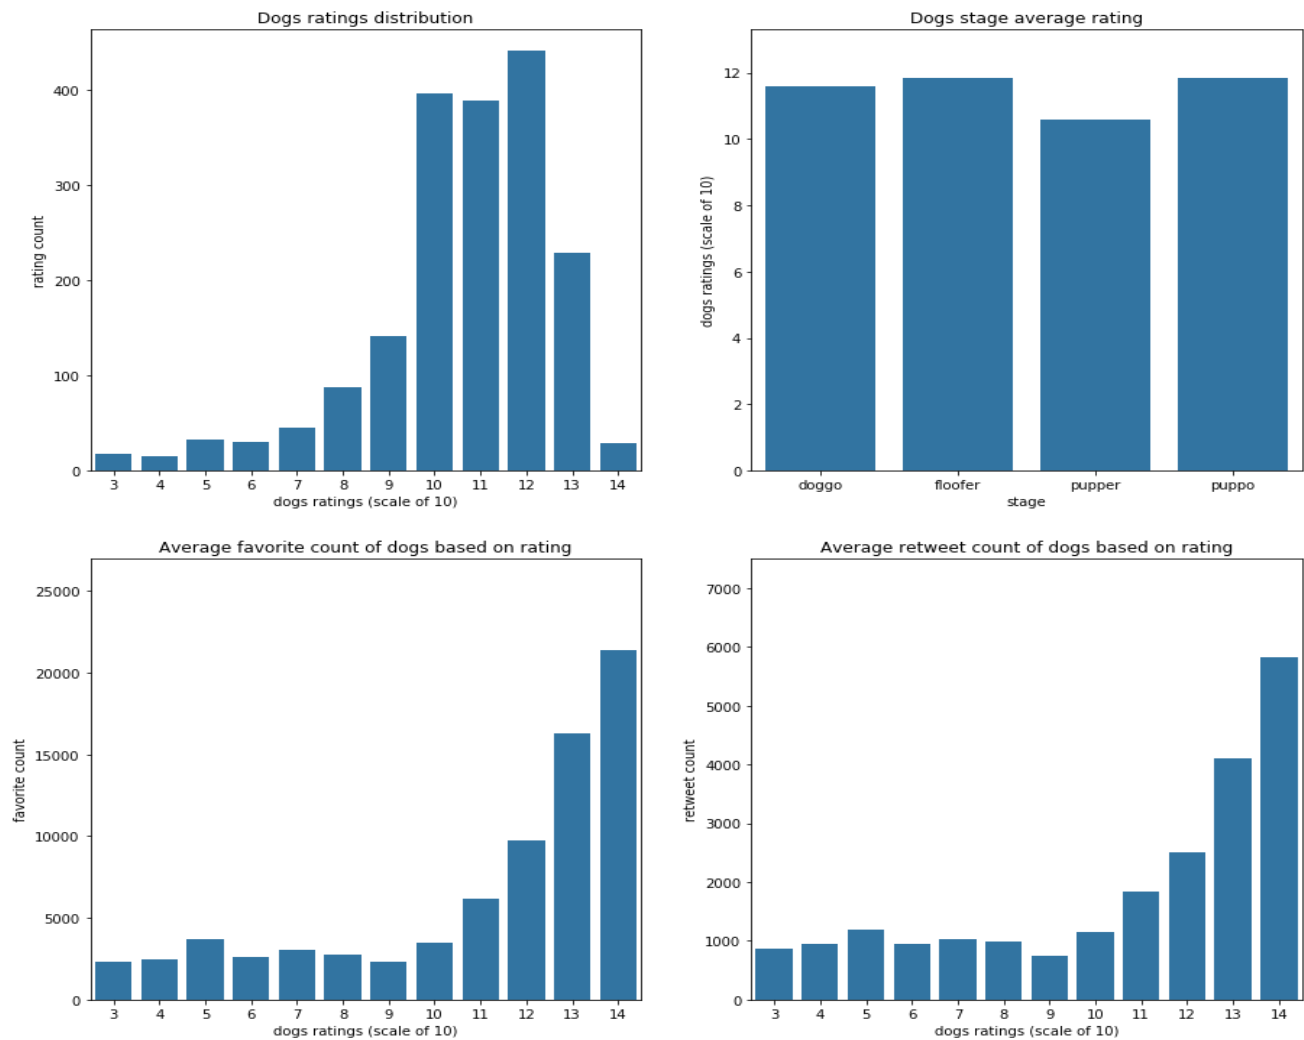 Dogs ratings distribution
400
300
200
100
0
rating count
3 4 5 6 7 8 9 10 11 12 13 14
dogs ratings (scale of 10)
Dogs stage average rating
12
10
8
6
4
2
0
dogs ratings (scale of 10)
doggo floofer pupper puppo
stage
Average favorite count of dogs based on rating
25000
20000
15000
10000
5000
0
favorite count
3 4 5 6 7 8 9 10 11 12 13 14
dogs ratings (scale of 10)
Average retweet count of dogs based on rating
7000
6000
5000
4000
3000
2000
1000
0
retweet count
3 4 5 6 7 8 9 10 11 12 13 14
dogs ratings (scale of 10)